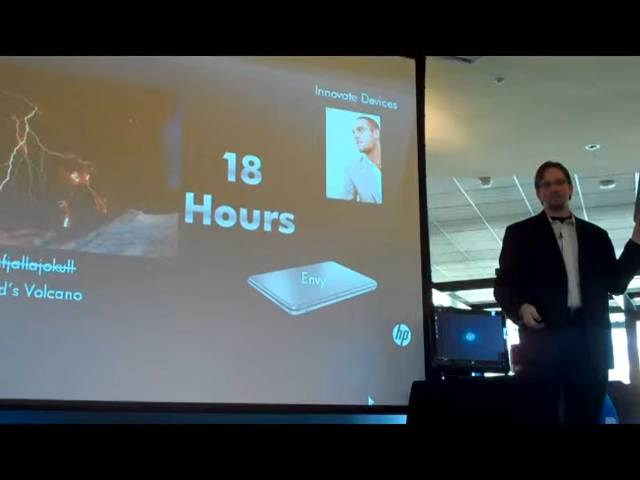 Innovate Devices
18
Hours
fjallajokull
d's Volcano
Envy
hp